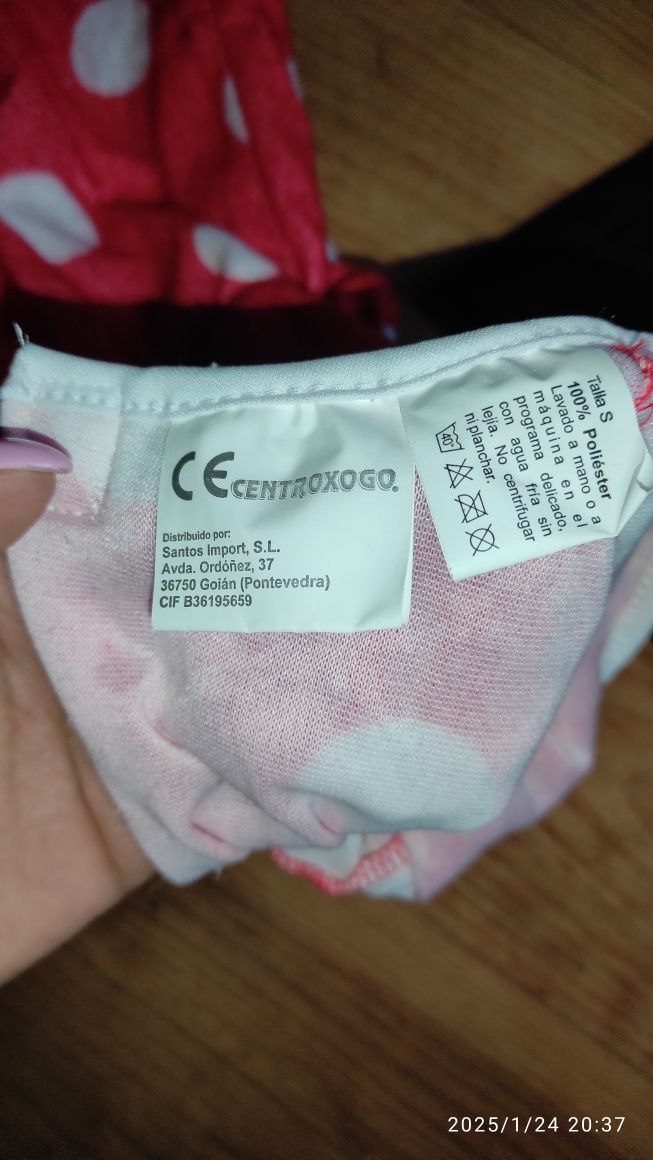 CE CENTROXOGO.
Distribuido por:
Santos Import, S.L.
Avda. Ordóñez, 37
36750 Goián (Pontevedra)
CIF B36195659
Talla S
100% Poliéster
Lavado a mano o a
máquina en el
programa delicado,
con agua fría sin
lejía. No centrifugar
ni planchar.
40°
2025/1/24 20:37